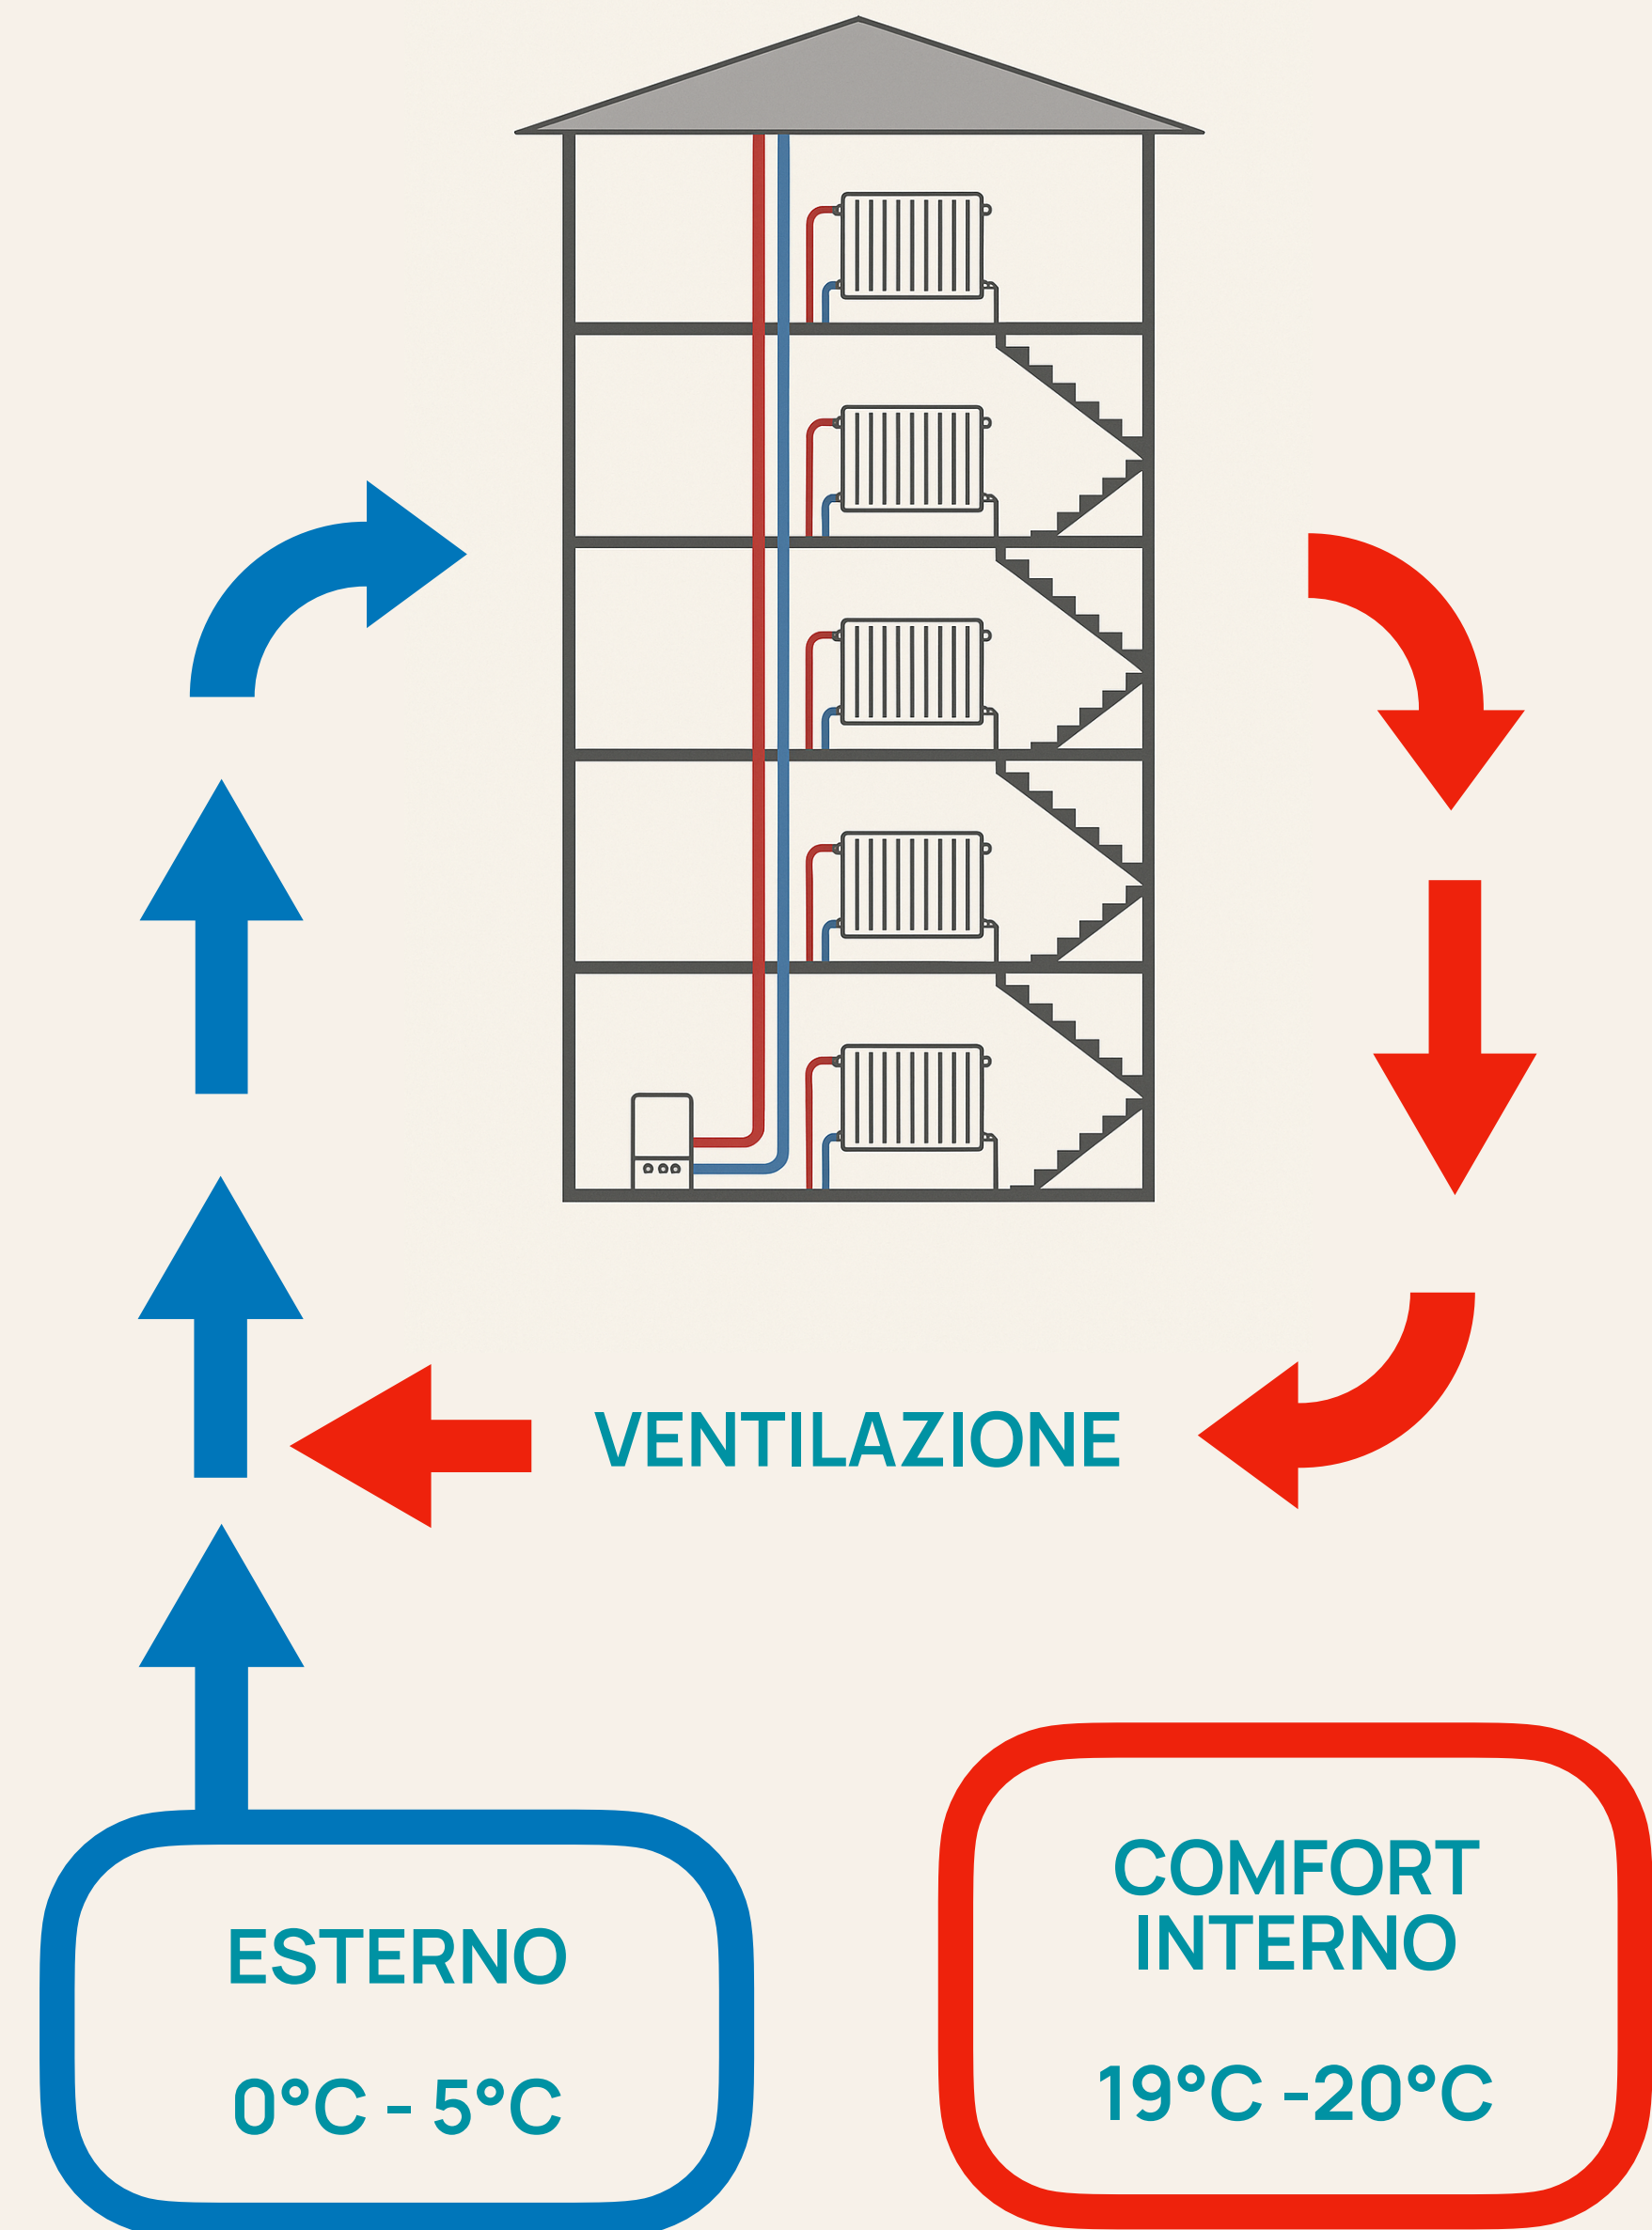 VENTILAZIONE
ESTERNO
0°C - 5°C
COMFORT
INTERNO
19°C -20°C